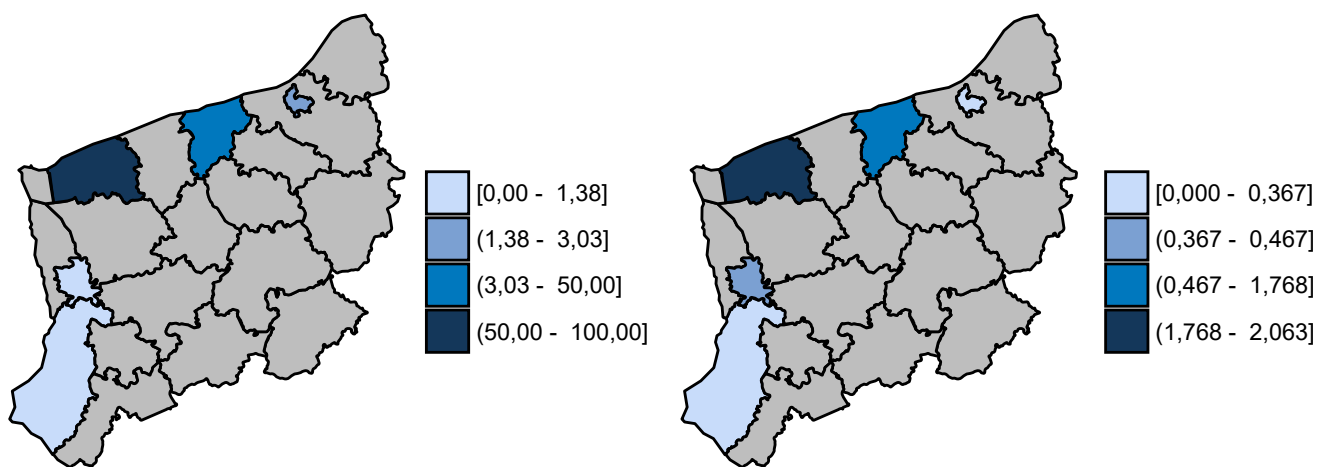 [0,00 - 1,38]
(1,38 - 3,03]
(3,03 - 50,00]
(50,00 - 100,00]
[0,000 - 0,367]
(0,367 - 0,467]
(0,467 - 1,768]
(1,768 - 2,063]